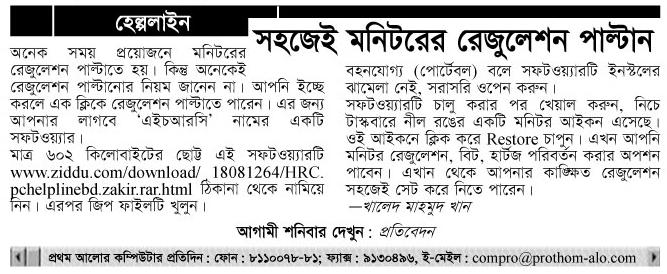 হেল্পলাইন
সহজেই মনিটরের রেজুলেশন পাল্টান
অনেক সময় প্রয়োজনে মনিটরের
রেজুলেশন পাল্টাতে হয়। কিন্তু অনেকেই
রেজুলেশন পাল্টানোর নিয়ম জানেন না। আপনি ইচ্ছে
করলে এক ক্লিকে রেজুলেশন পাল্টাতে পারেন। এর জন্য
আপনার লাগবে 'এইচআরসি' নামের একটি
সফটওয়্যার।
মাত্র ৬০২ কিলোবাইটের ছোট্ট এই সফটওয়্যারটি
www.ziddu.com/download/ 18081264/HRC.
pchelplinebd.zakir.rar.html ঠিকানা থেকে নামিয়ে
নিন। এরপর জিপ ফাইলটি খুলুন।
বহনযোগ্য (পোর্টেবল) বলে সফটওয়্যারটি ইনস্টলের
ঝামেলা নেই, সরাসরি ওপেন করুন।
সফটওয়্যারটি চালু করার পর খেয়াল করুন, নিচে
টাস্কবারে নীল রঙের একটি মনিটর আইকন এসেছে।
ওই আইকনে ক্লিক করে Restore চাপুন। এখন আপনি
মনিটর রেজুলেশন, বিট, হার্টজ পরিবর্তন করার অপশন
পাবেন। এখান থেকে আপনার কাঙ্ক্ষিত রেজুলেশন
সহজেই সেট করে নিতে পারেন।
—খালেদ মাহমুদ খান
আগামী শনিবার দেখুন : প্রতিবেদন
প্রথম আলোর কম্পিউটার প্রতিদিন : ফোন : ৮১১০০৭৮-৮১; ফ্যাক্স : ৯১৩০৪৯৬, ই-মেইল : compro@prothom-alo.com